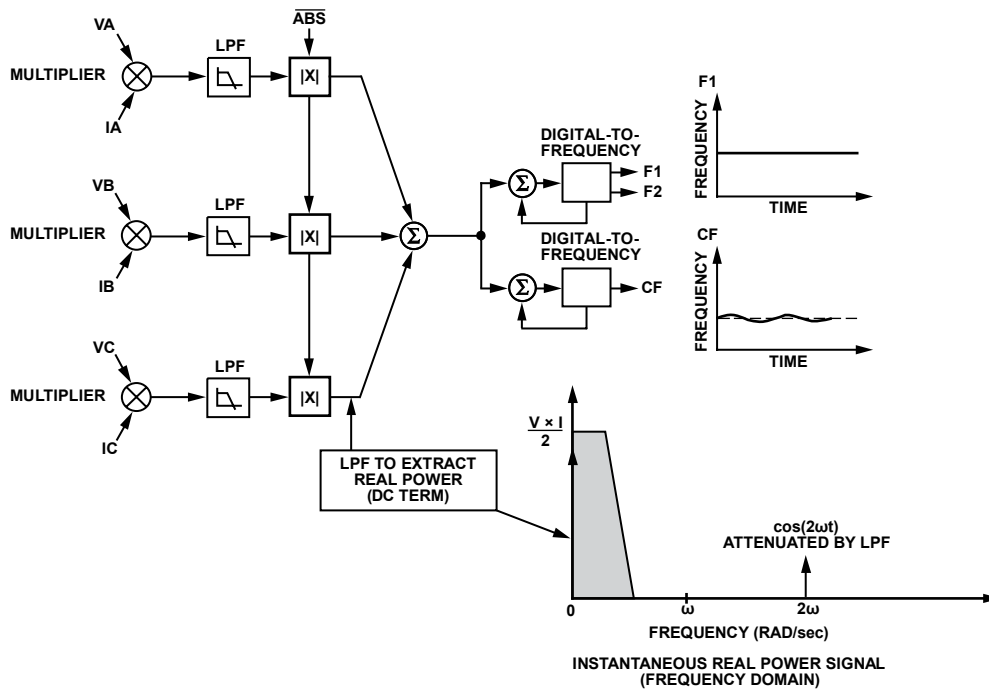 VA
MULTIPLIER
IA
LPF
ABS
|X|
VB
MULTIPLIER
IB
LPF
|X|
VC
MULTIPLIER
IC
LPF
|X|
Σ
DIGITAL-TO-
FREQUENCY
Σ
F1
F2
DIGITAL-TO-
FREQUENCY
Σ
CF
F1
FREQUENCY
TIME
CF
FREQUENCY
TIME
LPF TO EXTRACT
REAL POWER
(DC TERM)
V × I
2
cos(2ωt)
ATTENUATED BY LPF
0
ω
2ω
FREQUENCY (RAD/sec)
INSTANTANEOUS REAL POWER SIGNAL
(FREQUENCY DOMAIN)